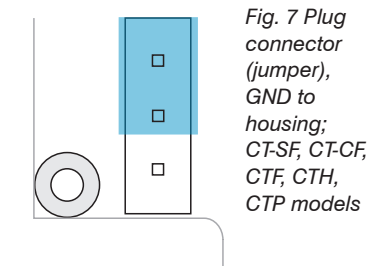 Fig. 7 Plug
connector
(jumper),
GND to
housing;
CT-SF, CT-CF,
CTF, CTH,
CTP models